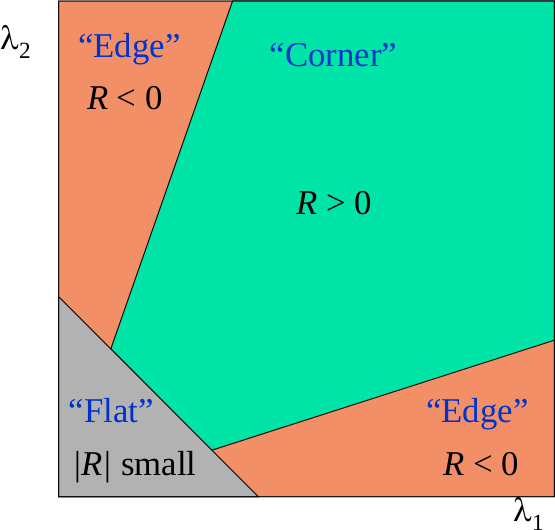 λ2
“Edge”
R < 0
“Corner”
R > 0
“Flat”
|R| small
“Edge”
R < 0
λ1